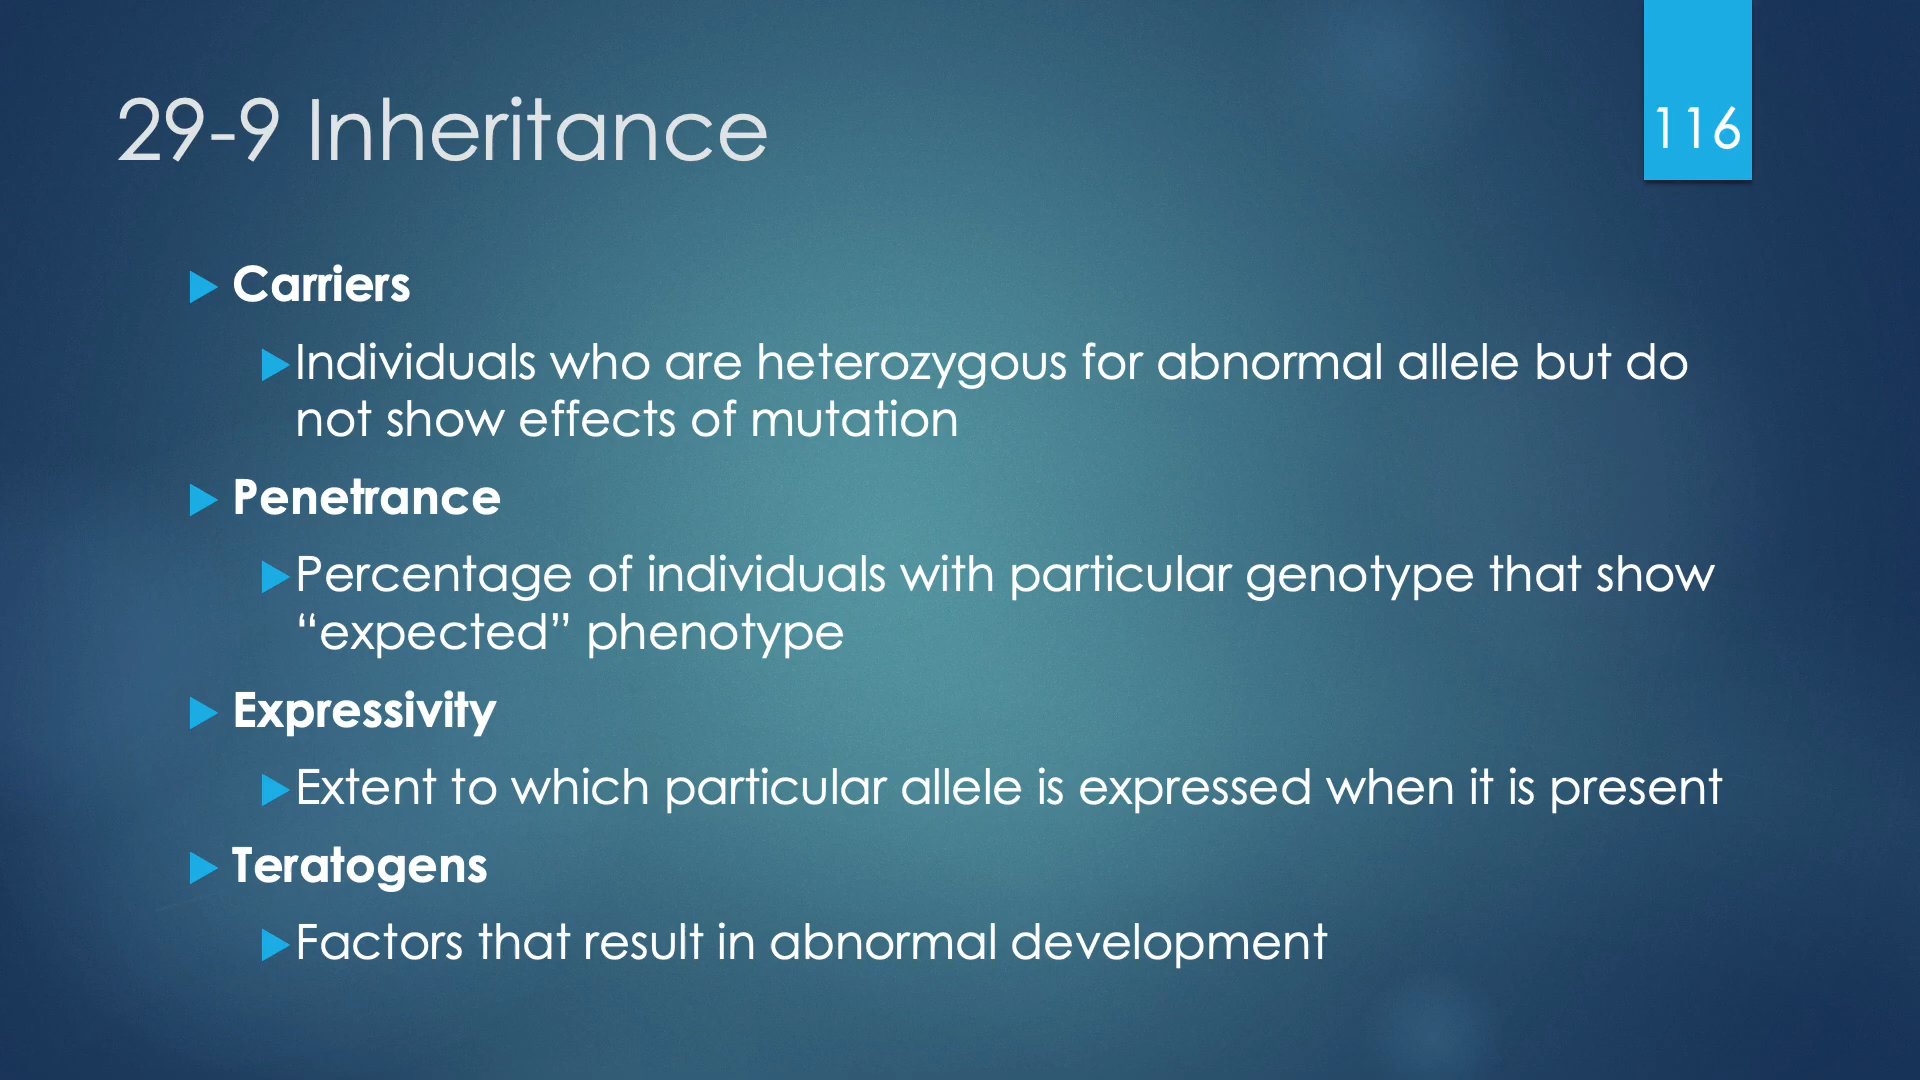 29-9 Inheritance
116
Carriers
Individuals who are heterozygous for abnormal allele but do
not show effects of mutation
Penetrance
Percentage of individuals with particular genotype that show
“expected” phenotype
Expressivity
Extent to which particular allele is expressed when it is present
Teratogens
Factors that result in abnormal development